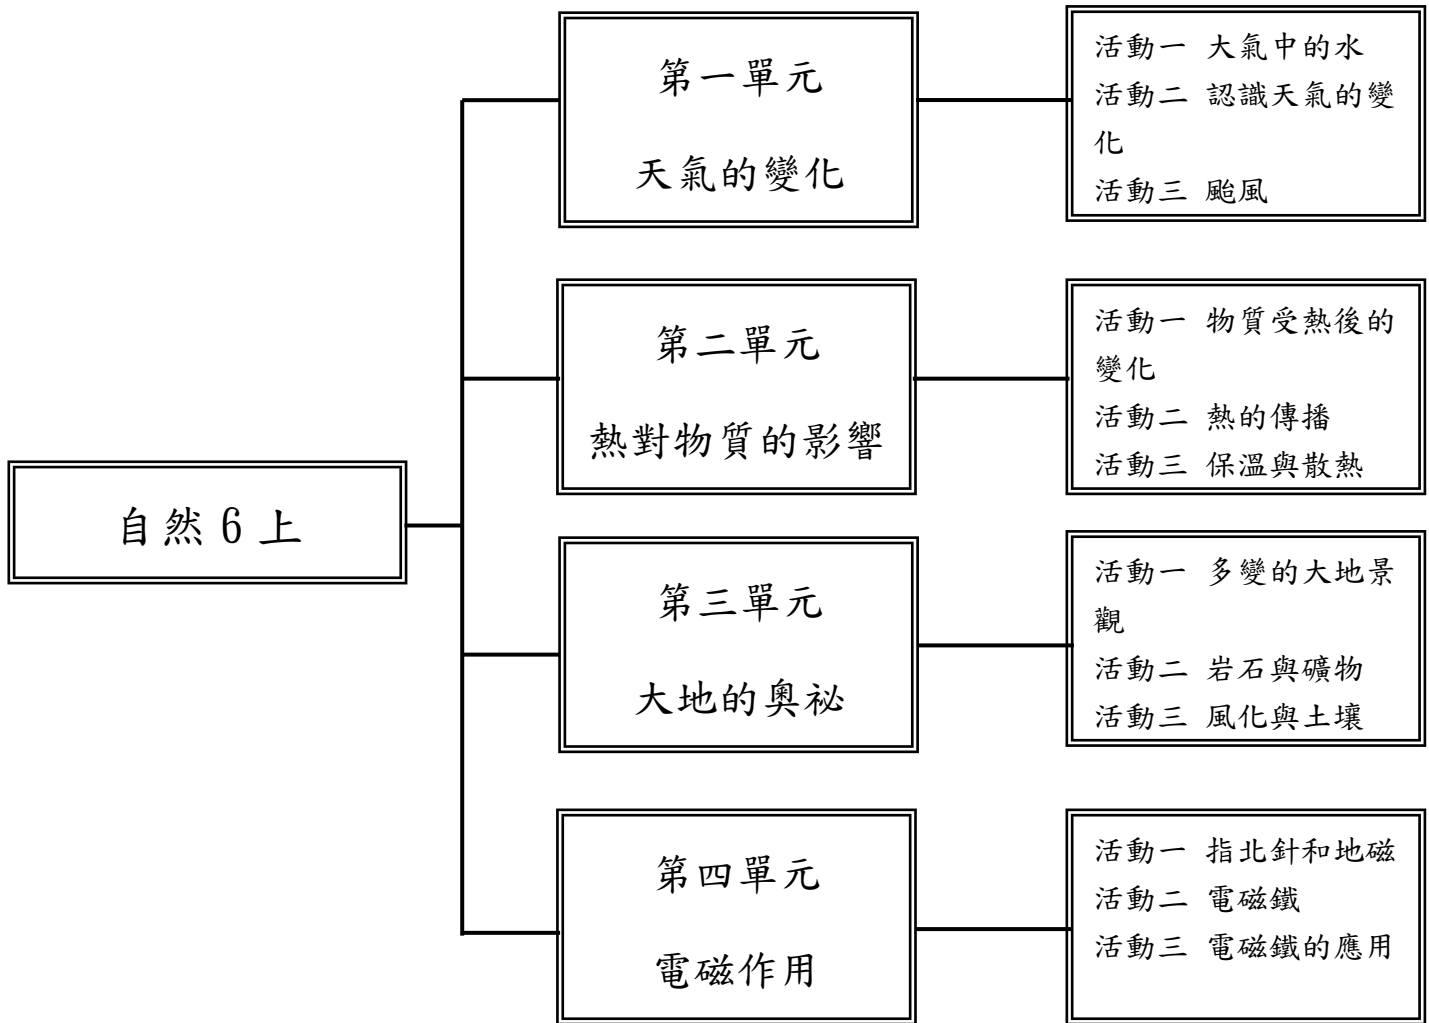 自然 6 上
第一單元
天氣的變化
活動一 大氣中的水
活動二 認識天氣的變
化
活動三 颱風
第二單元
熱對物質的影響
活動一 物質受熱後的
變化
活動二 熱的傳播
活動三 保溫與散熱
第三單元
大地的奧祕
活動一 多變的大地景
觀
活動二 岩石與礦物
活動三 風化與土壤
第四單元
電磁作用
活動一 指北針和地磁
活動二 電磁鐵
活動三 電磁鐵的應用